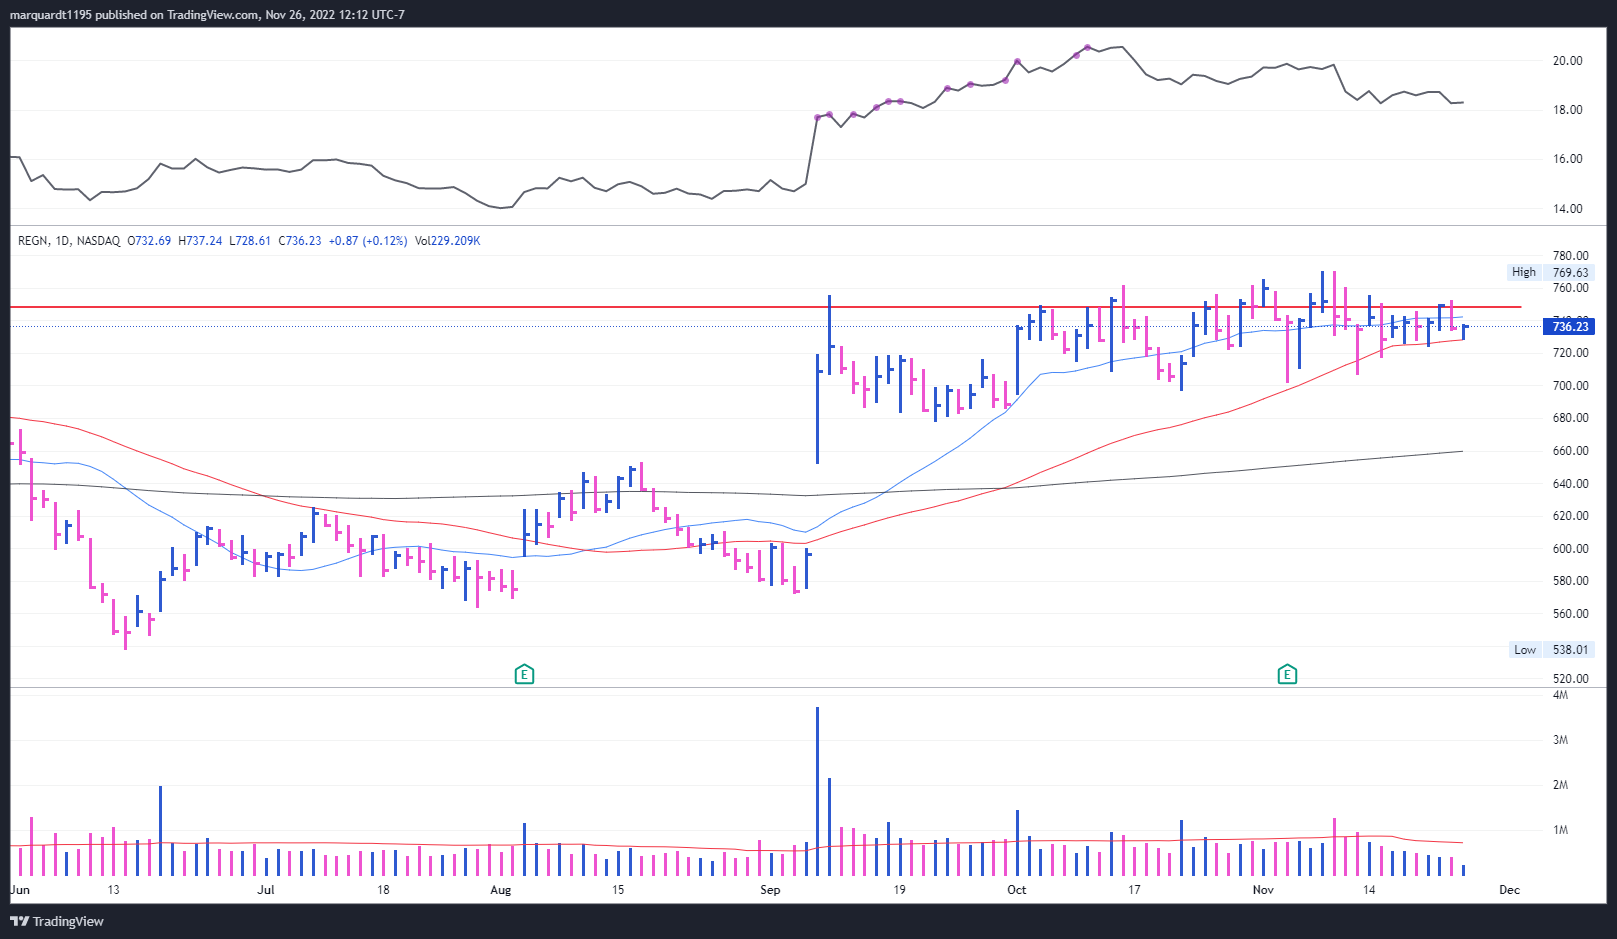 marquardt1195 published on TradingView.com, Nov 26, 2022 12:12 UTC-7
20.00
18.00
16.00
14.00
REGN, 1D, NASDAQ O732.69 H737.24 L728.61 C736.23 +0.87 (+0.12%) Vol229.209K
780.00
High 769.63
760.00
740.00
736.23
720.00
700.00
680.00
660.00
640.00
620.00
600.00
580.00
560.00
Low 538.01
E E
520.00
4M
3M
2M
1M
Jun 13 Jul 18 Aug 15 Sep 19 Oct 17 Nov 14 Dec
TradingView